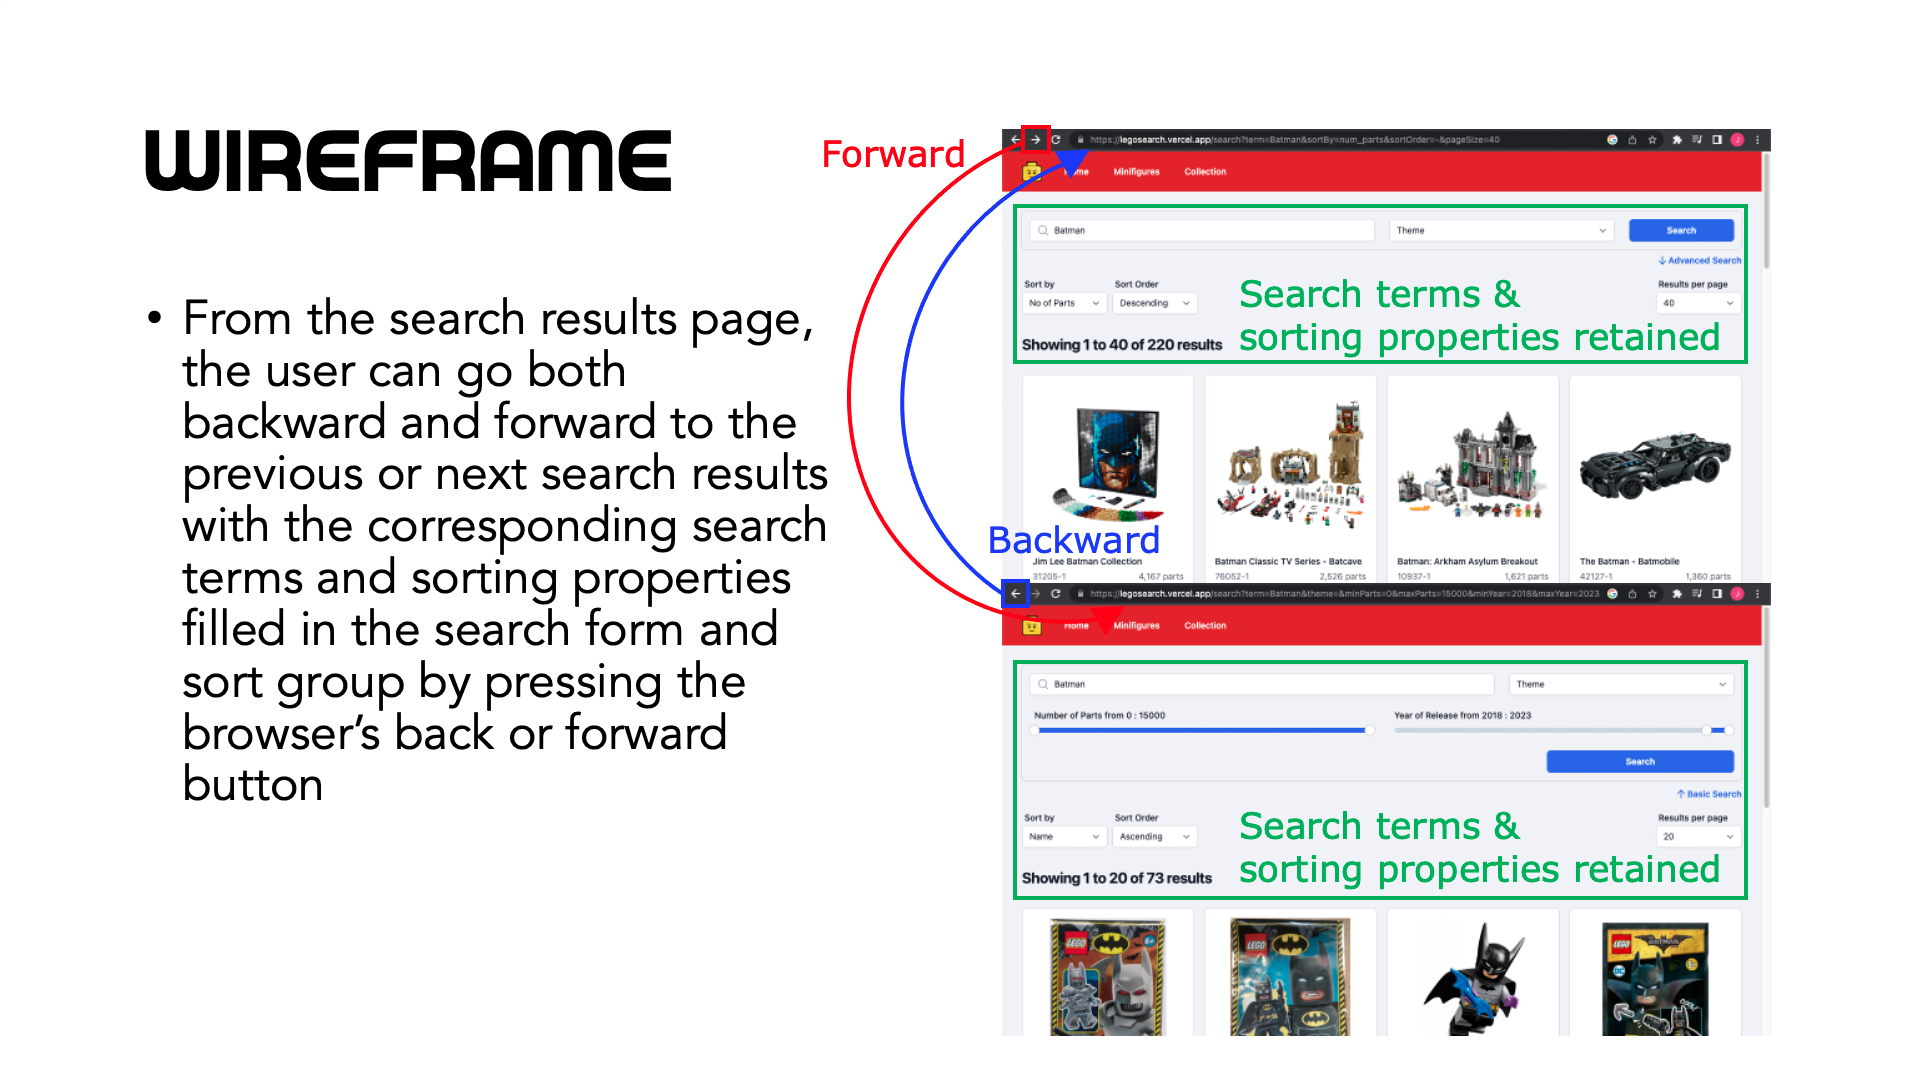 WIREFRAME
• From the search results page,
the user can go both
backward and forward to the
previous or next search results
with the corresponding search
terms and sorting properties
filled in the search form and
sort group by pressing the
browser’s back or forward
button
Forward
Backward
https://legosearch.vercel.app/search?term=Batman&sortBy=num_parts&sortOrder=-&pageSize=40
Home Minifigures Collection
Batman Theme Search
Advanced Search
Sort by Sort Order Results per page
No of Parts Descending 40
Search terms &
sorting properties retained
Showing 1 to 40 of 220 results
Jim Lee Batman Collection
31205-1 4,167 parts
Batman Classic TV Series - Batcave
76052-1 2,526 parts
Batman: Arkham Asylum Breakout
10937-1 1,621 parts
The Batman - Batmobile
42127-1 1,360 parts
https://legosearch.vercel.app/search?term=Batman&theme=&minParts=0&maxParts=15000&minYear=2018&maxYear=2023
Home Minifigures Collection
Batman Theme
Number of Parts from 0 : 15000 Year of Release from 2018 : 2023
Search
Basic Search
Sort by Sort Order Results per page
Name Ascending 20
Search terms &
sorting properties retained
Showing 1 to 20 of 73 results
LEGO
LEGO
LEGO
BATMAN
DC